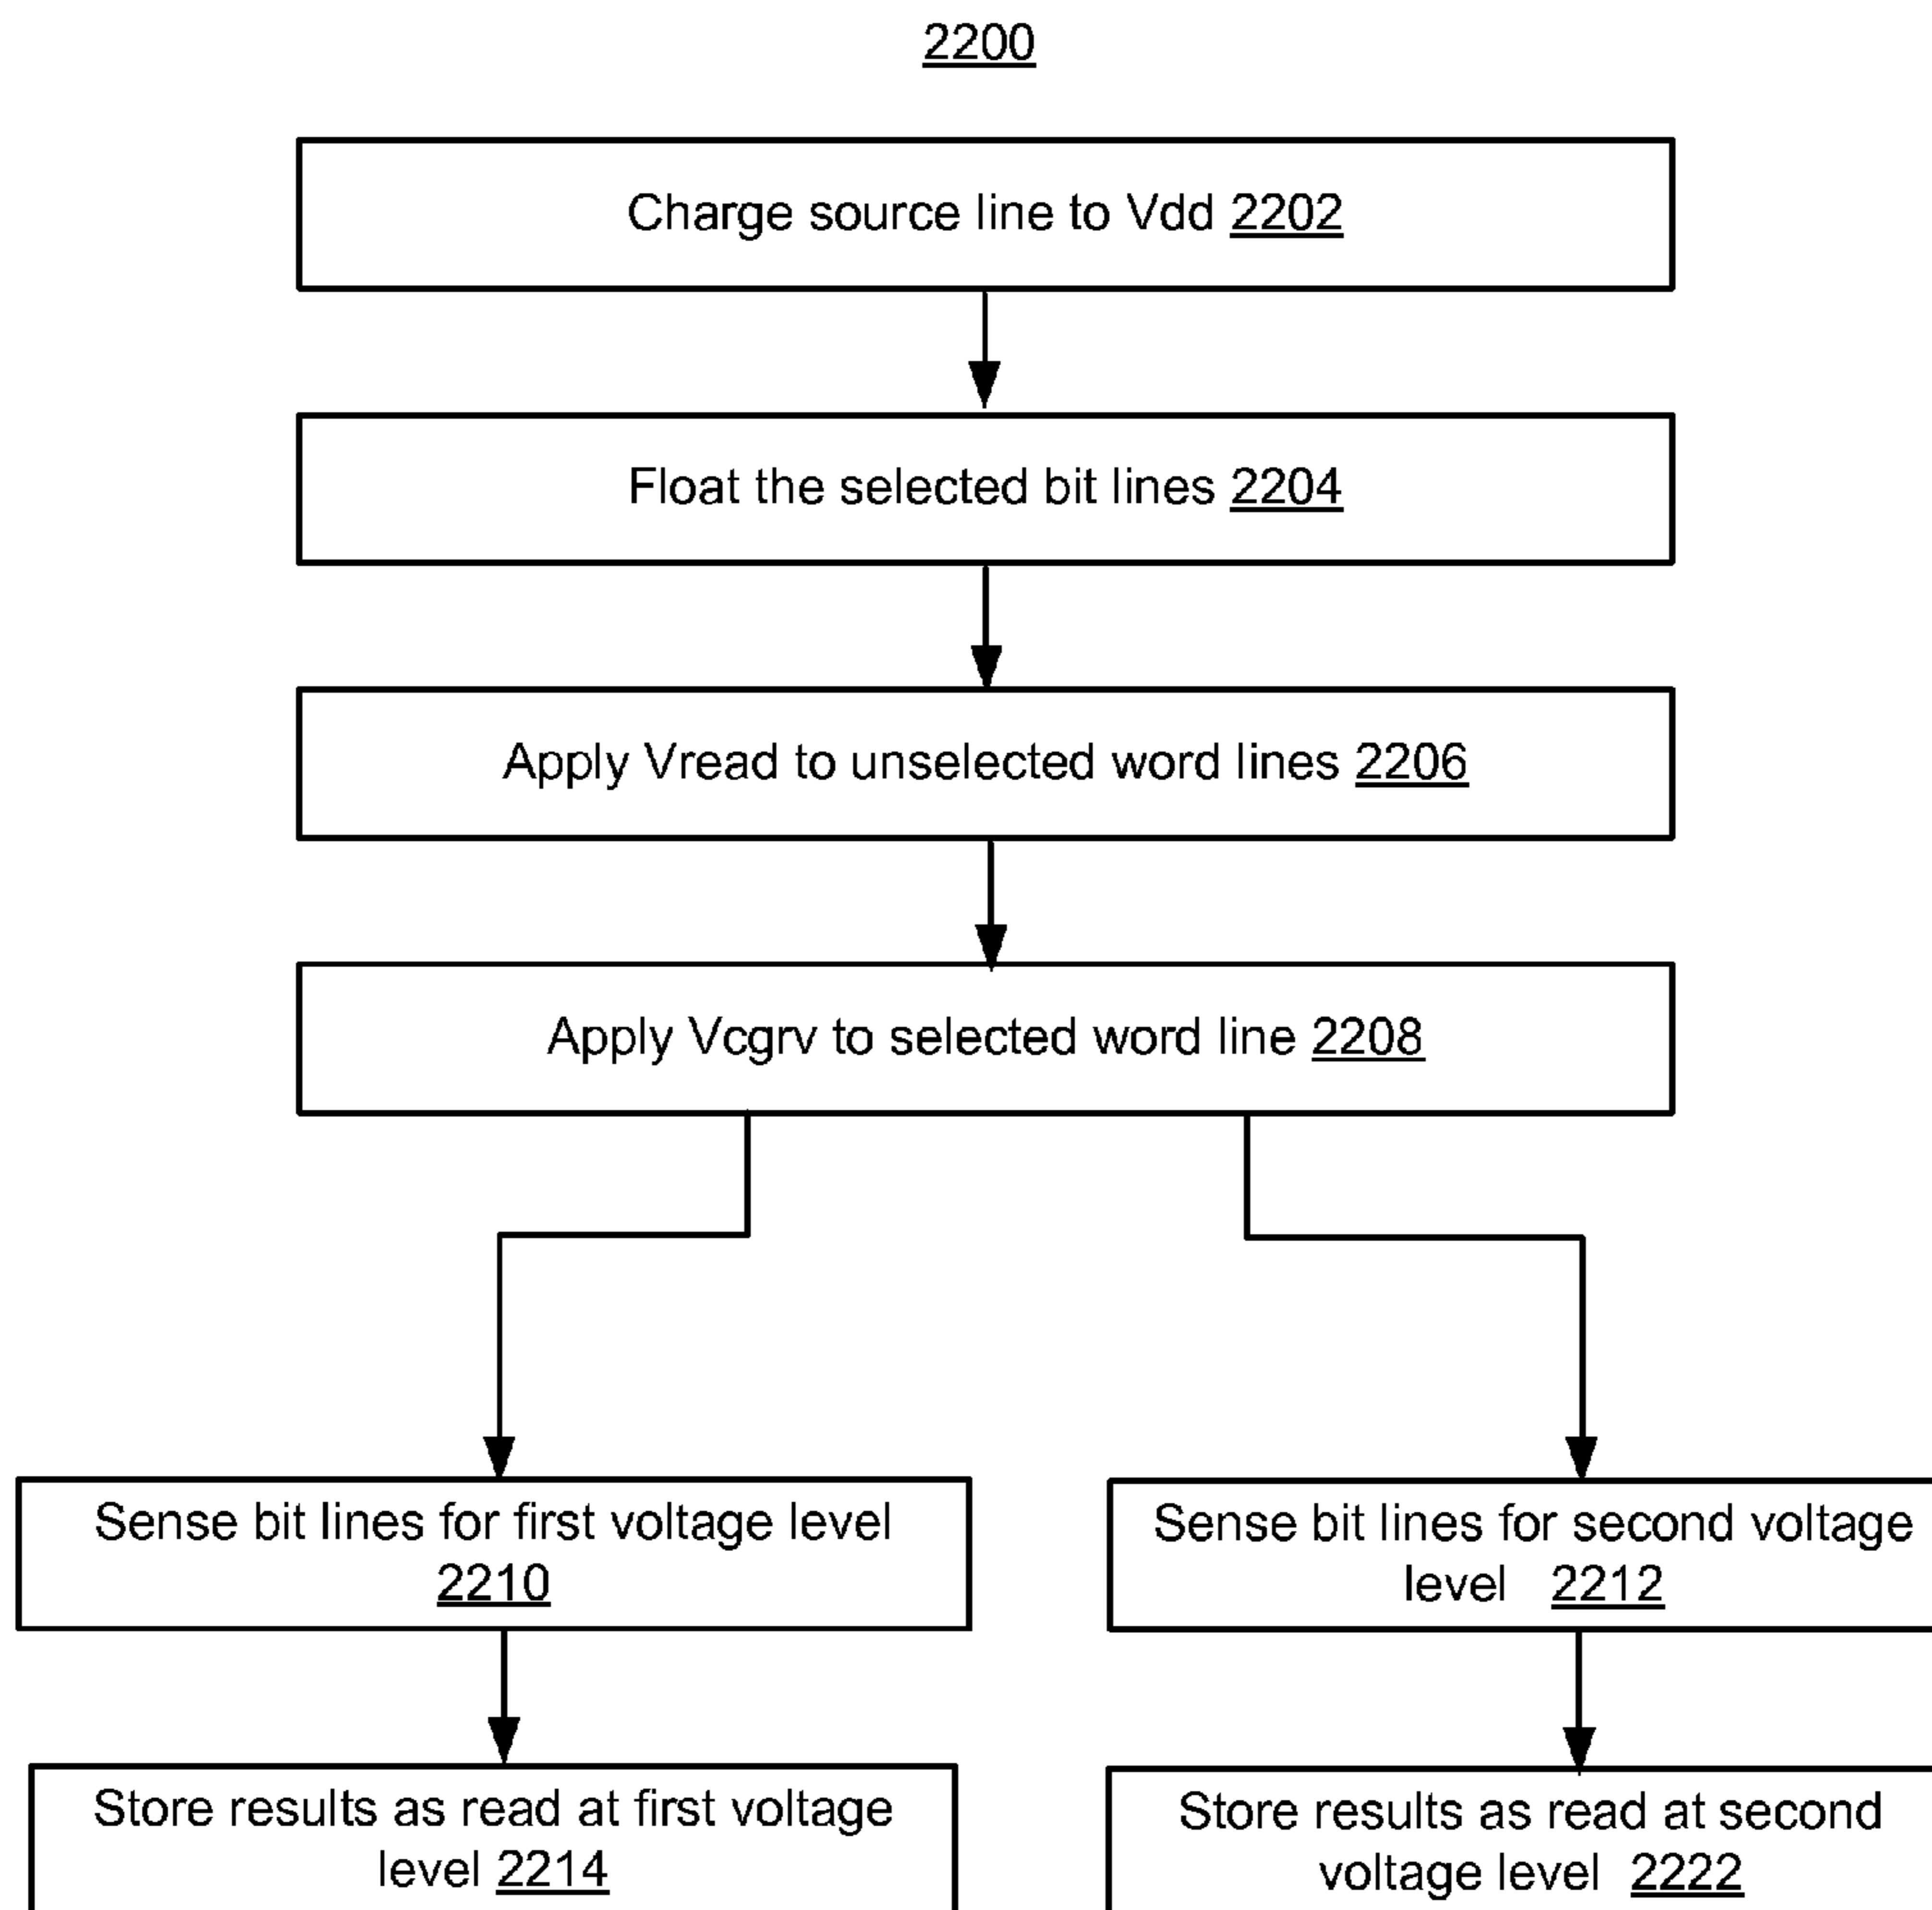 2200
Charge source line to Vdd 2202
Float the selected bit lines 2204
Apply Vread to unselected word lines 2206
Apply Vcgrv to selected word line 2208
Sense bit lines for first voltage level
2210
Sense bit lines for second voltage
level 2212
Store results as read at first voltage
level 2214
Store results as read at second
voltage level 2222